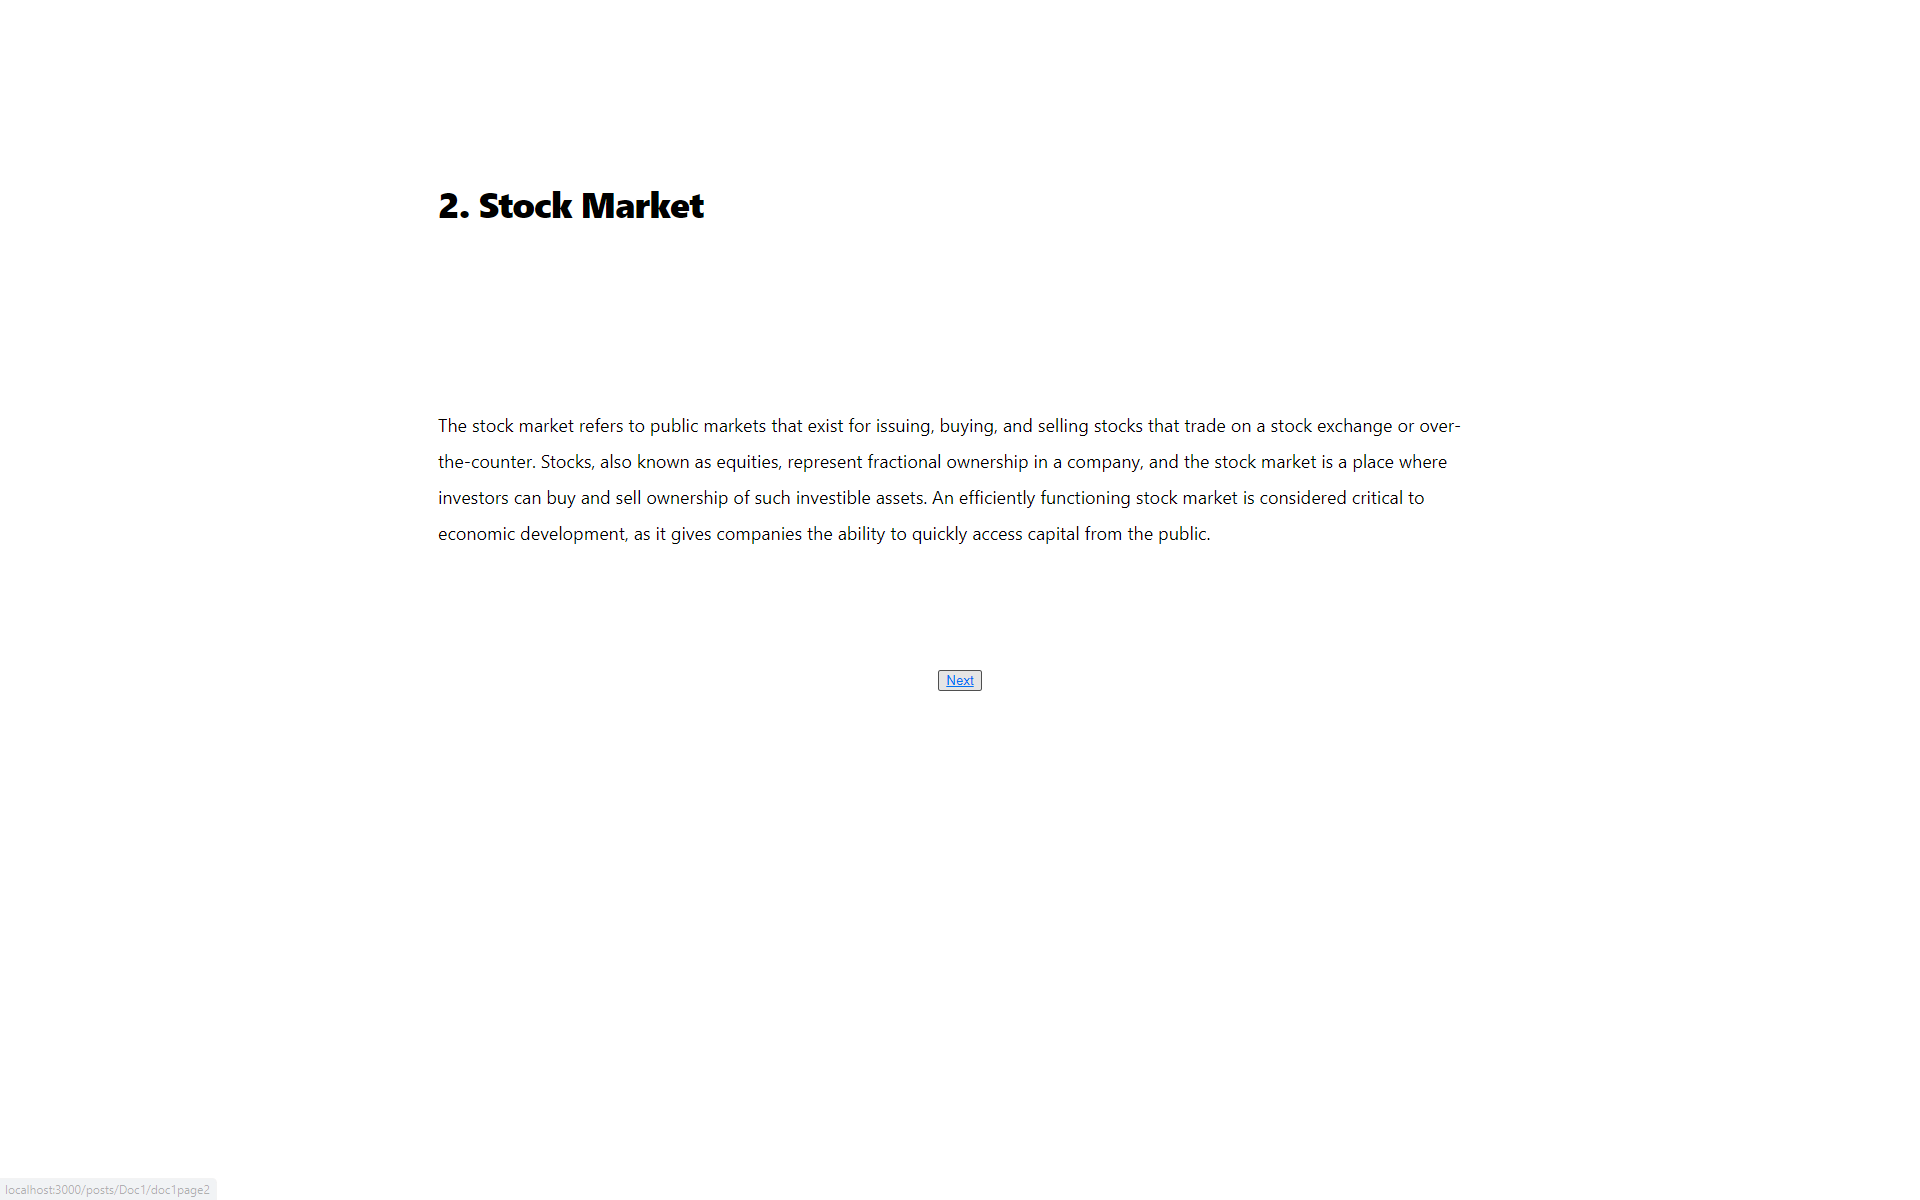 2. Stock Market
The stock market refers to public markets that exist for issuing, buying, and selling stocks that trade on a stock exchange or over-
the-counter. Stocks, also known as equities, represent fractional ownership in a company, and the stock market is a place where
investors can buy and sell ownership of such investible assets. An efficiently functioning stock market is considered critical to
economic development, as it gives companies the ability to quickly access capital from the public.
Next
localhost:3000/posts/Doc1/doc1page2